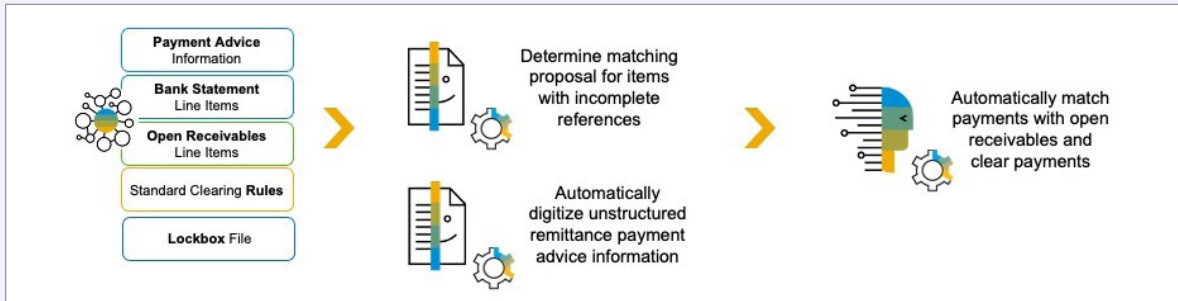 Payment Advice
Information
Bank Statement
Line Items
Open Receivables
Line Items
Standard Clearing Rules
Lockbox File
Determine matching
proposal for items
with incomplete
references
Automatically
digitize unstructured
remittance payment
advice information
Automatically match
payments with open
receivables and
clear payments